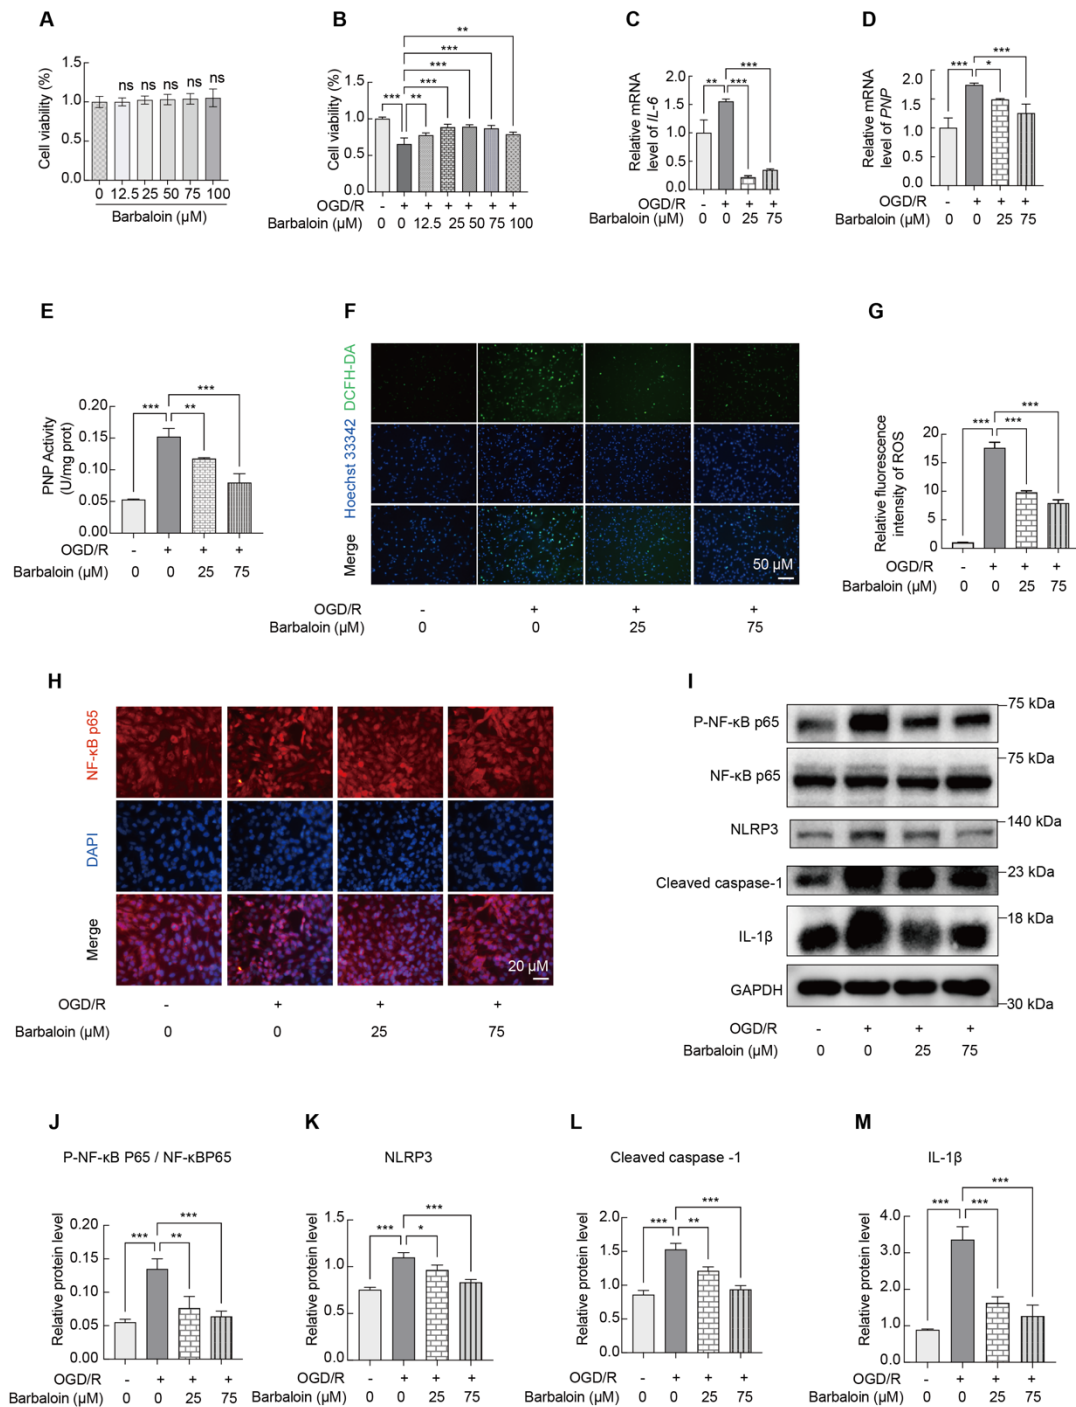 A
Cell viability (%)
1.5
1.0
0.5
0.0
ns ns ns ns ns
0 12.5 25 50 75 100
Barbaloin (µM)
B
Cell viability (%)
1.5
1.0
0.5
0.0
**
***
***
***
*** **
OGD/R - + + + + + +
Barbaloin (µM) 0 0 12.5 25 50 75 100
C
Relative mRNA
level of IL-6
2.0
1.5
1.0
0.5
0.0
***
** ***
OGD/R - + + +
Barbaloin (µM) 0 0 25 75
D
Relative mRNA
level of PNP
2.0
1.5
1.0
0.5
0.0
***
*** *
OGD/R - + + +
Barbaloin (µM) 0 0 25 75
E
PNP Activity
(U/mg prot)
0.20
0.15
0.10
0.05
0.00
***
*** **
OGD/R - + + +
Barbaloin (µM) 0 0 25 75
F
DCFH-DA
Hoechst 33342
Merge
50 µM
OGD/R - + + +
Barbaloin (µM) 0 0 25 75
G
Relative fluorescence
intensity of ROS
20
15
10
5
0
***
*** ***
OGD/R - + + +
Barbaloin (µM) 0 0 25 75
H
NF-κB p65
DAPI
Merge
20 µM
OGD/R - + + +
Barbaloin (µM) 0 0 25 75
I
P-NF-κB p65 75 kDa
NF-κB p65 75 kDa
NLRP3 140 kDa
Cleaved caspase-1 23 kDa
IL-1β 18 kDa
GAPDH 30 kDa
OGD/R - + + +
Barbaloin (µM) 0 0 25 75
J
P-NF-κB P65 / NF-κBP65
Relative protein level
0.20
0.15
0.10
0.05
0.00
***
*** **
OGD/R - + + +
Barbaloin (µM) 0 0 25 75
K
NLRP3
Relative protein level
1.5
1.0
0.5
0.0
***
*** *
OGD/R - + + +
Barbaloin (µM) 0 0 25 75
L
Cleaved caspase -1
Relative protein level
2.0
1.5
1.0
0.5
0.0
***
*** **
OGD/R - + + +
Barbaloin (µM) 0 0 25 75
M
IL-1β
Relative protein level
4.0
2.0
1.0
0.0
***
*** ***
OGD/R - + + +
Barbaloin (µM) 0 0 25 75